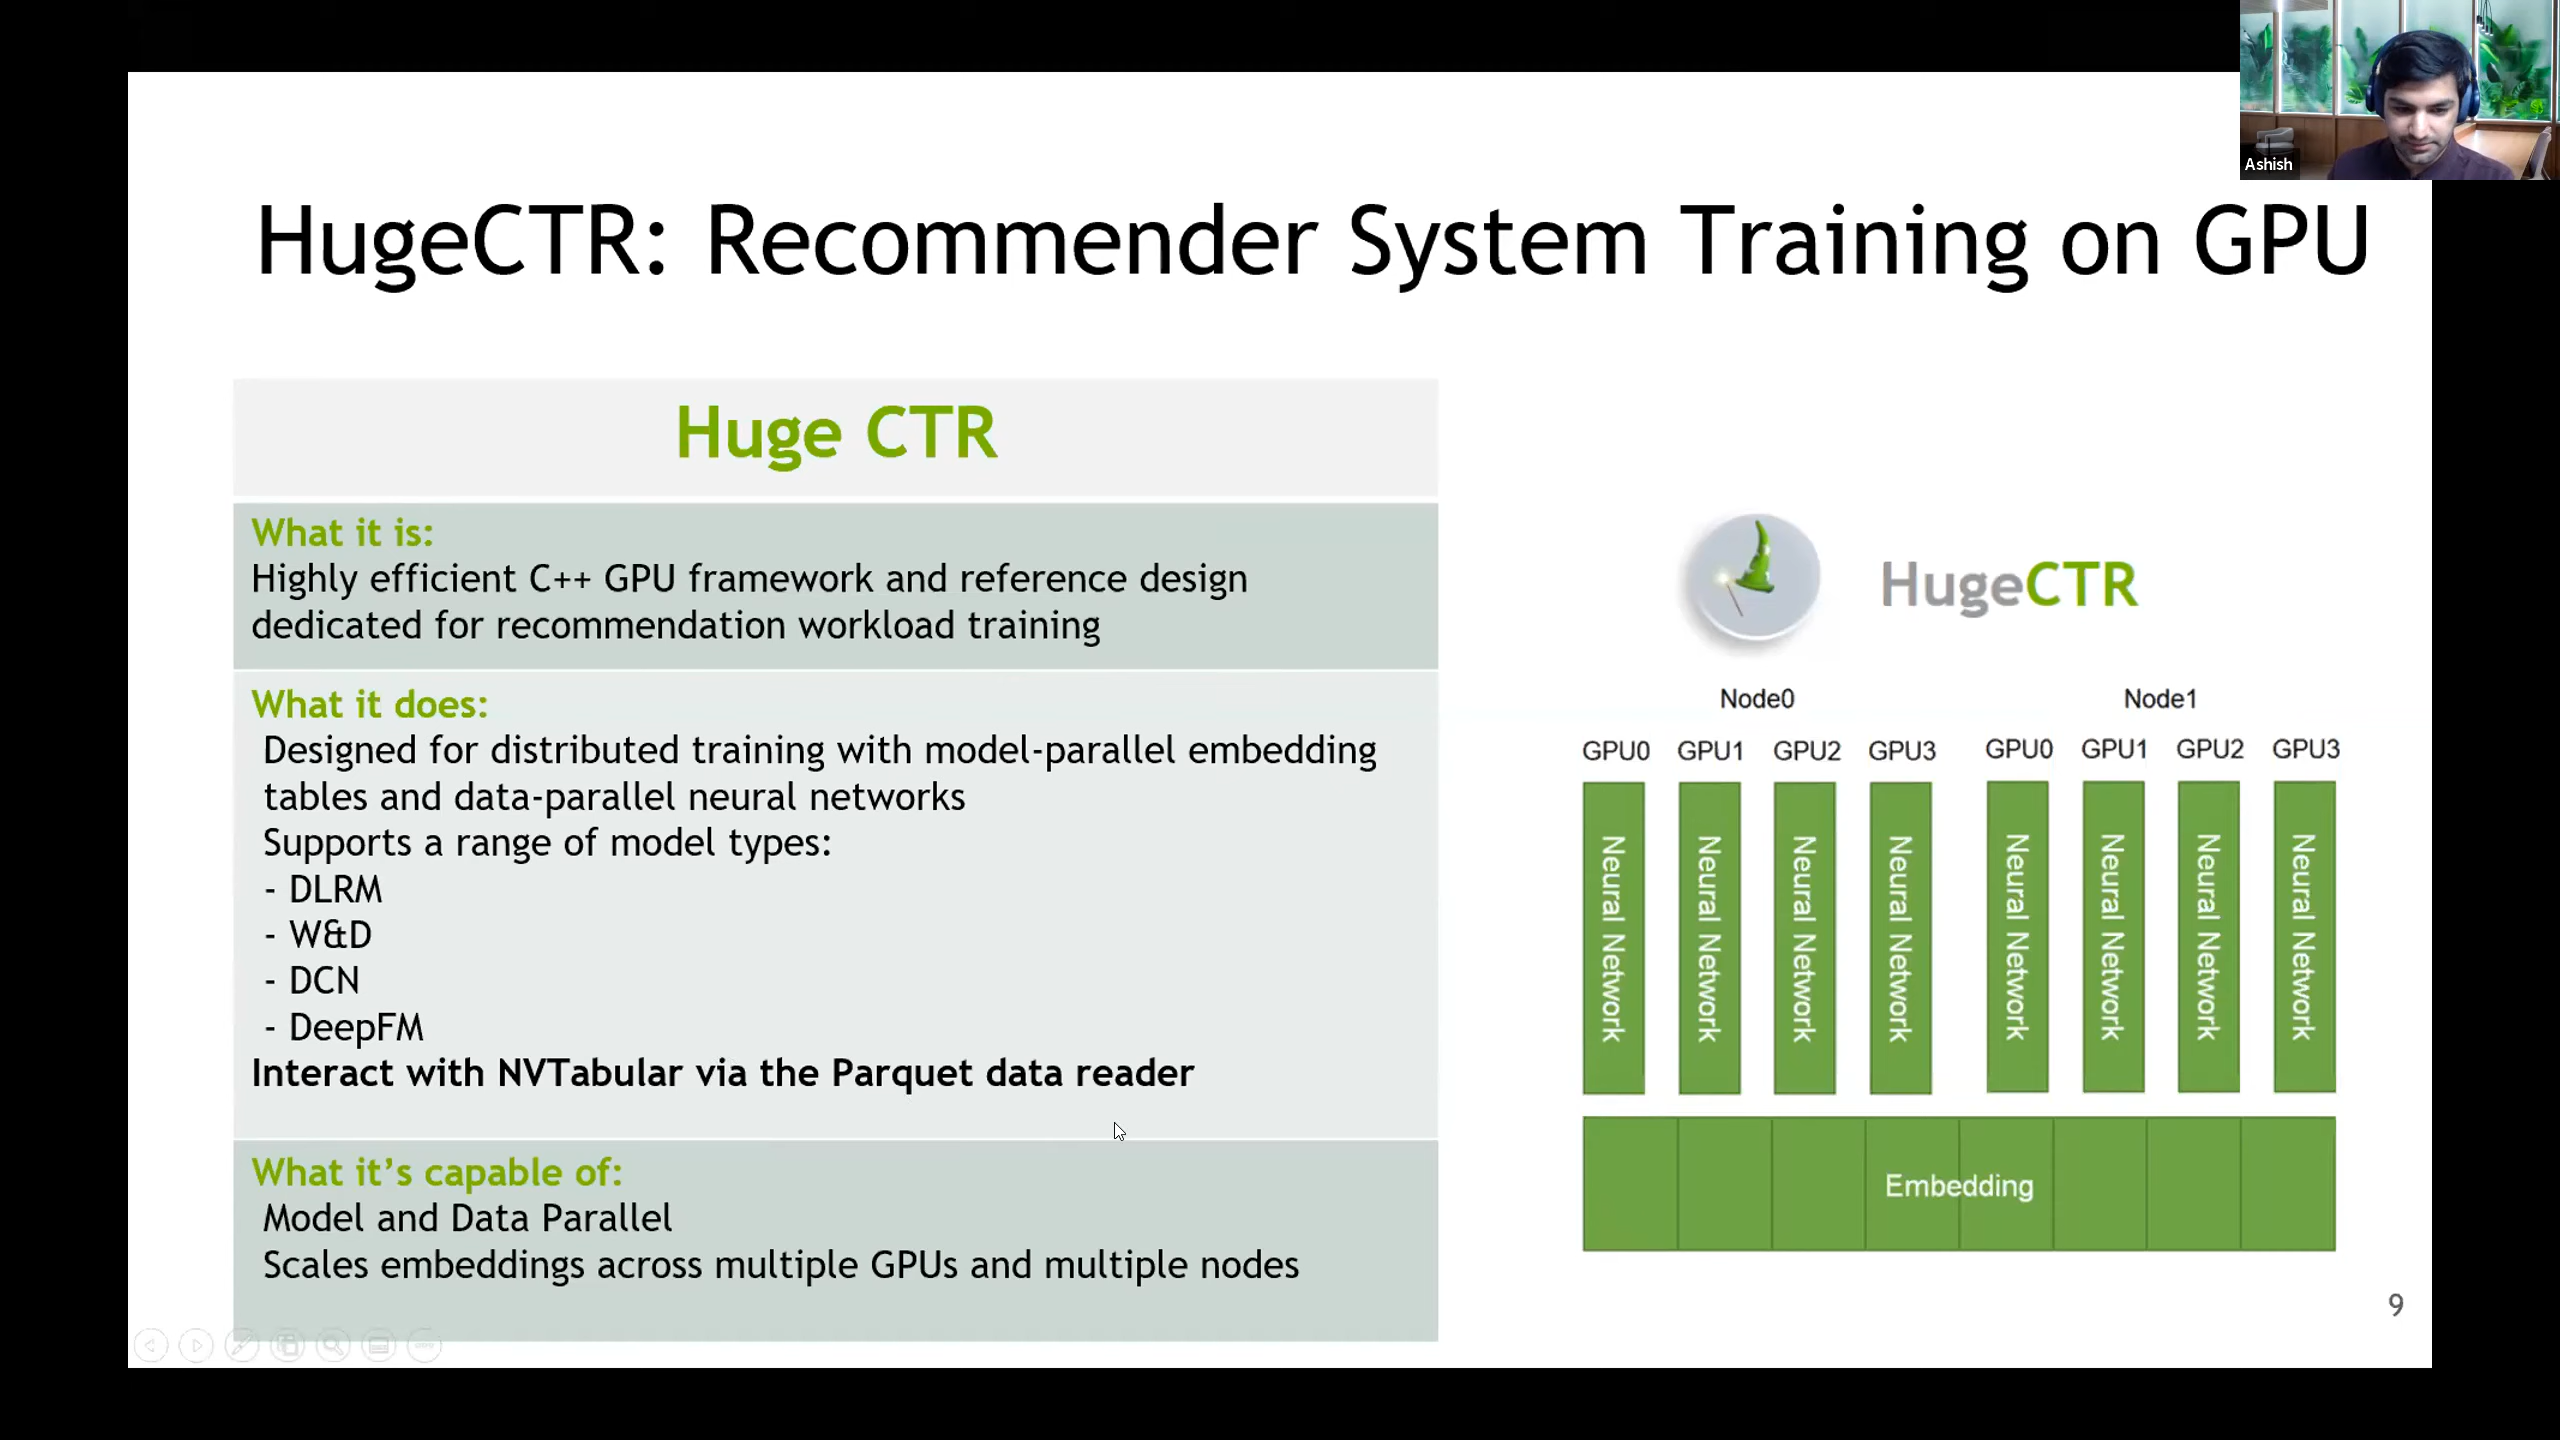 Ashish
HugeCTR: Recommender System Training on GPU
Huge CTR
What it is:
Highly efficient C++ GPU framework and reference design
dedicated for recommendation workload training
What it does:
Designed for distributed training with model-parallel embedding
tables and data-parallel neural networks
Supports a range of model types:
- DLRM
- W&D
- DCN
- DeepFM
Interact with NVTabular via the Parquet data reader
What it’s capable of:
Model and Data Parallel
Scales embeddings across multiple GPUs and multiple nodes
HugeCTR
Node0 Node1
GPU0 GPU1 GPU2 GPU3 GPU0 GPU1 GPU2 GPU3
Neural Network
Neural Network
Neural Network
Neural Network
Neural Network
Neural Network
Neural Network
Neural Network
Embedding
9